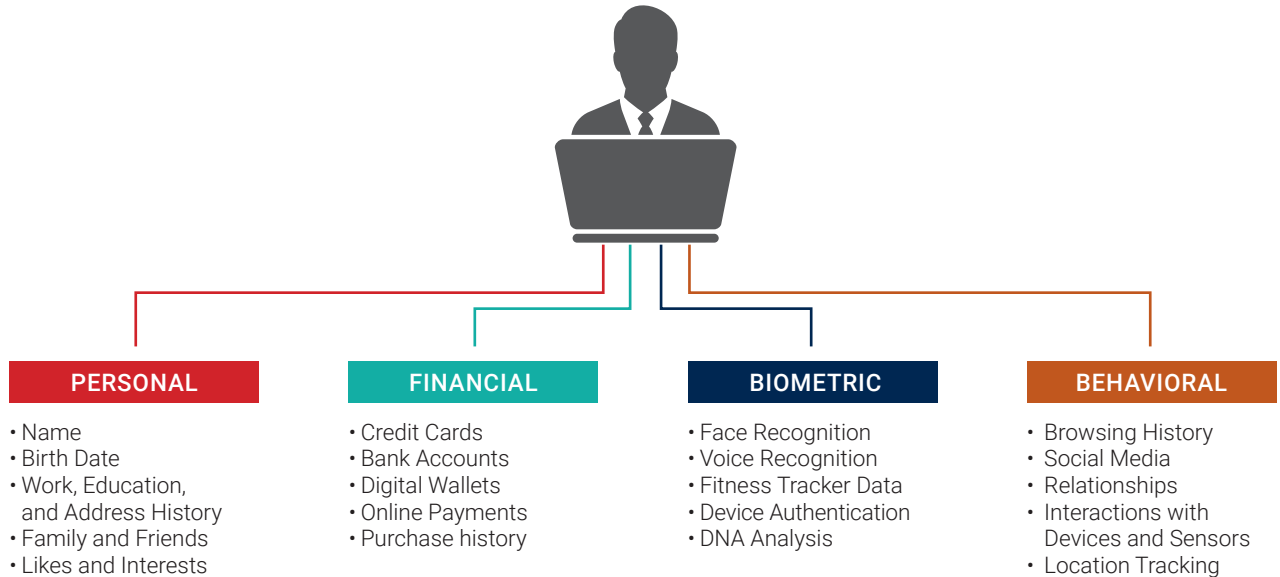 PERSONAL
• Name
• Birth Date
• Work, Education,
and Address History
• Family and Friends
• Likes and Interests
FINANCIAL
• Credit Cards
• Bank Accounts
• Digital Wallets
• Online Payments
• Purchase history
BIOMETRIC
• Face Recognition
• Voice Recognition
• Fitness Tracker Data
• Device Authentication
• DNA Analysis
BEHAVIORAL
• Browsing History
• Social Media
• Relationships
• Interactions with
Devices and Sensors
• Location Tracking